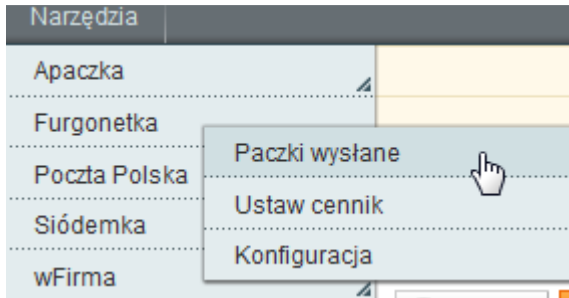 Narzędzia
Apaczka
Furgonetka
Poczta Polska
Siódemka
wFirma
Paczki wysłane
Ustaw cennik
Konfiguracja